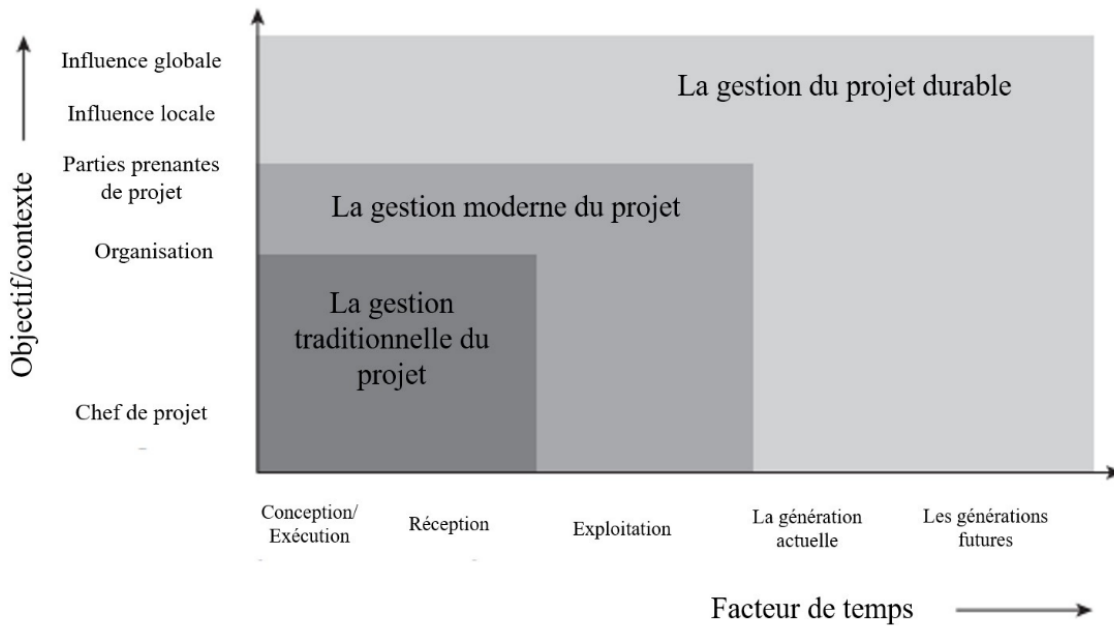 Influence globale
La gestion du projet durable
Influence locale
Parties prenantes
de projet
La gestion moderne du projet
Organisation
La gestion
traditionnelle du
projet
Chef de projet
Objectif/contexte
Conception/
Exécution
Réception
Exploitation
La génération
actuelle
Les générations
futures
Facteur de temps